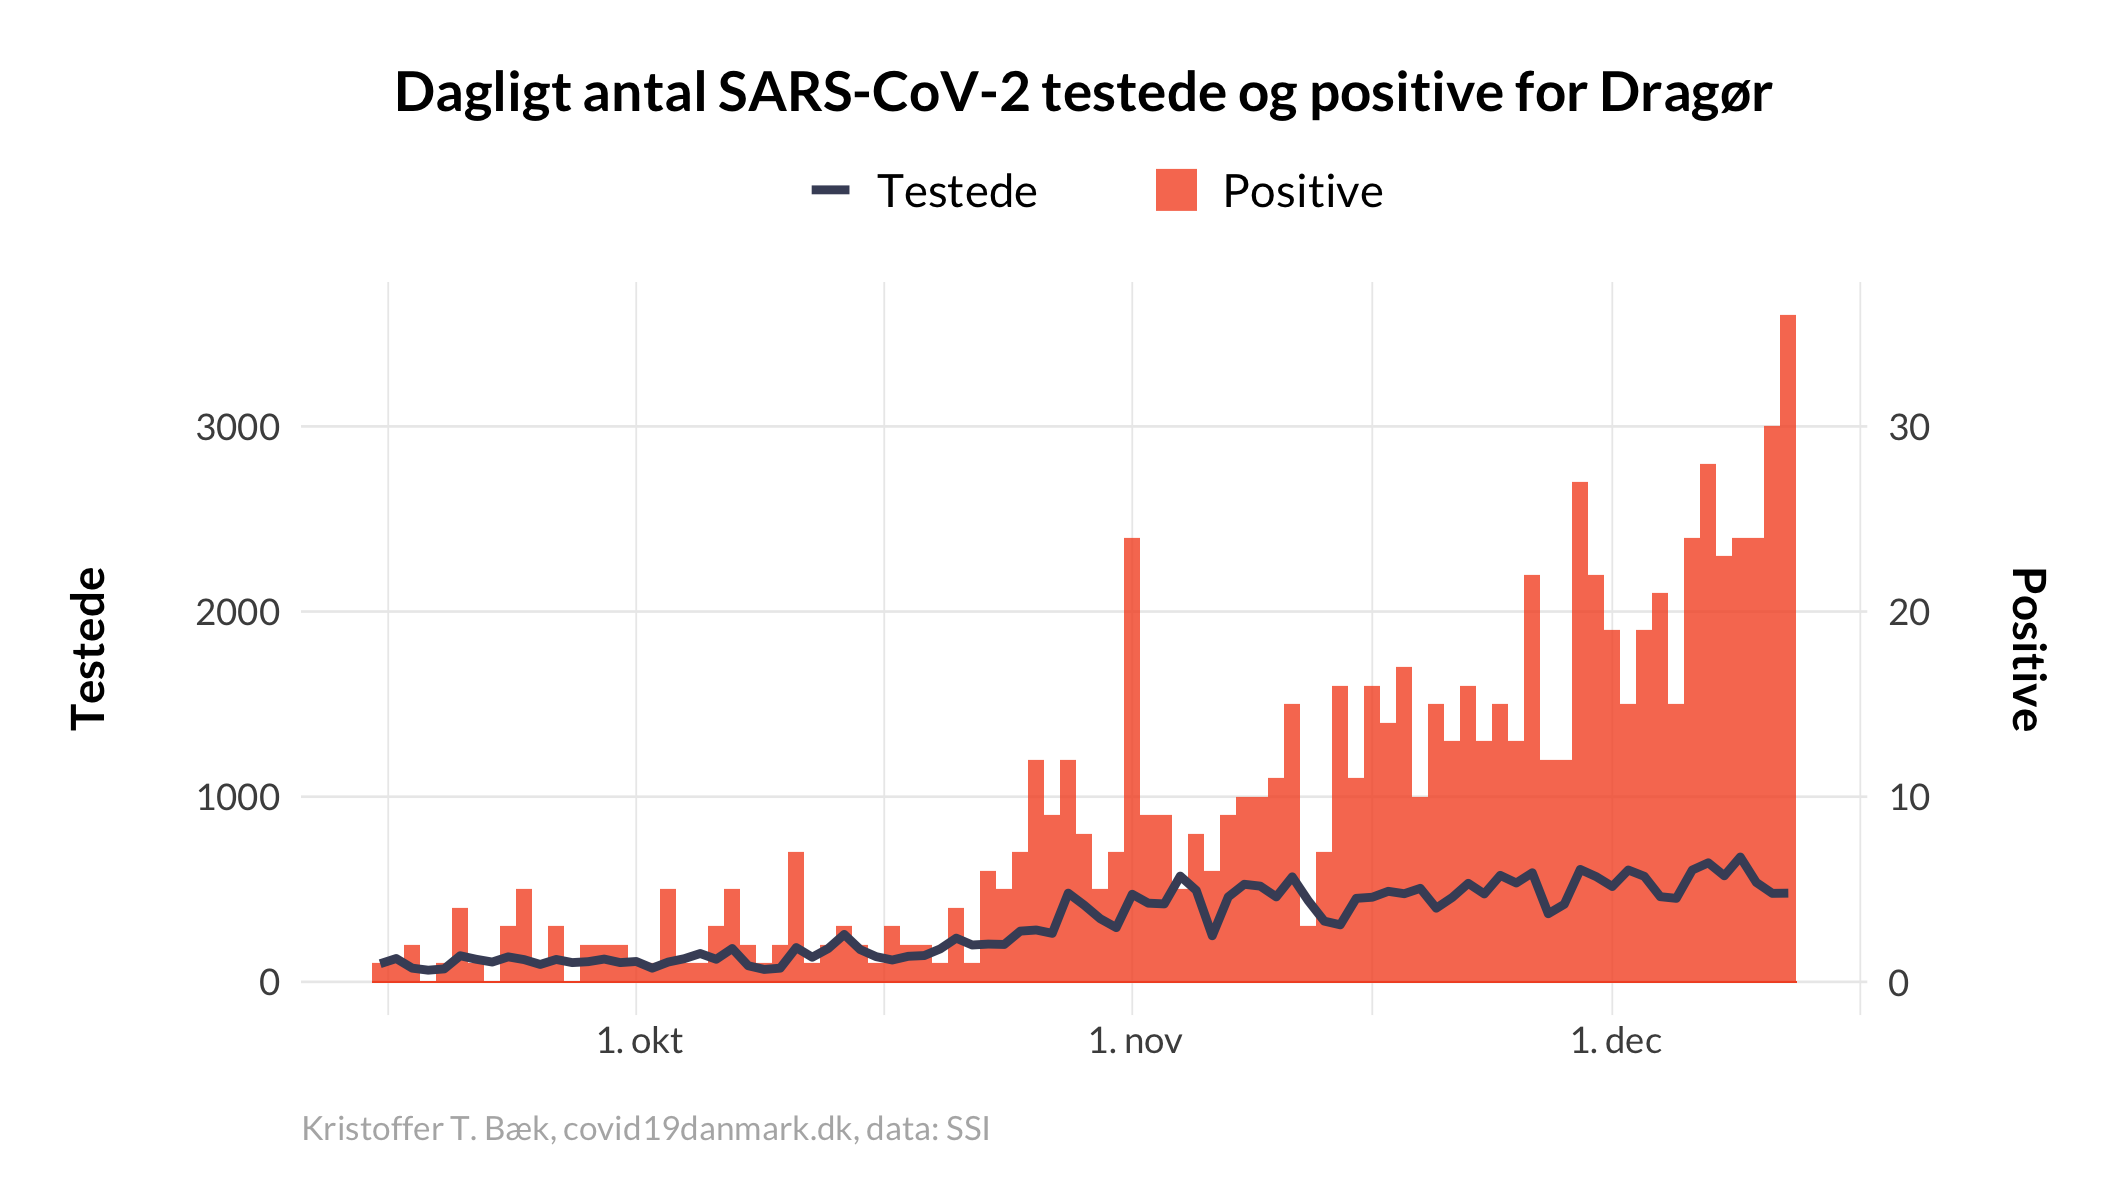 Dagligt antal SARS-CoV-2 testede og positive for Dragør
Testede
Positive
3000
2000
1000
0
30
20
10
0
Testede
Positive
1. okt
1. nov
1. dec
Kristoffer T. Bæk, covid19danmark.dk, data: SSI